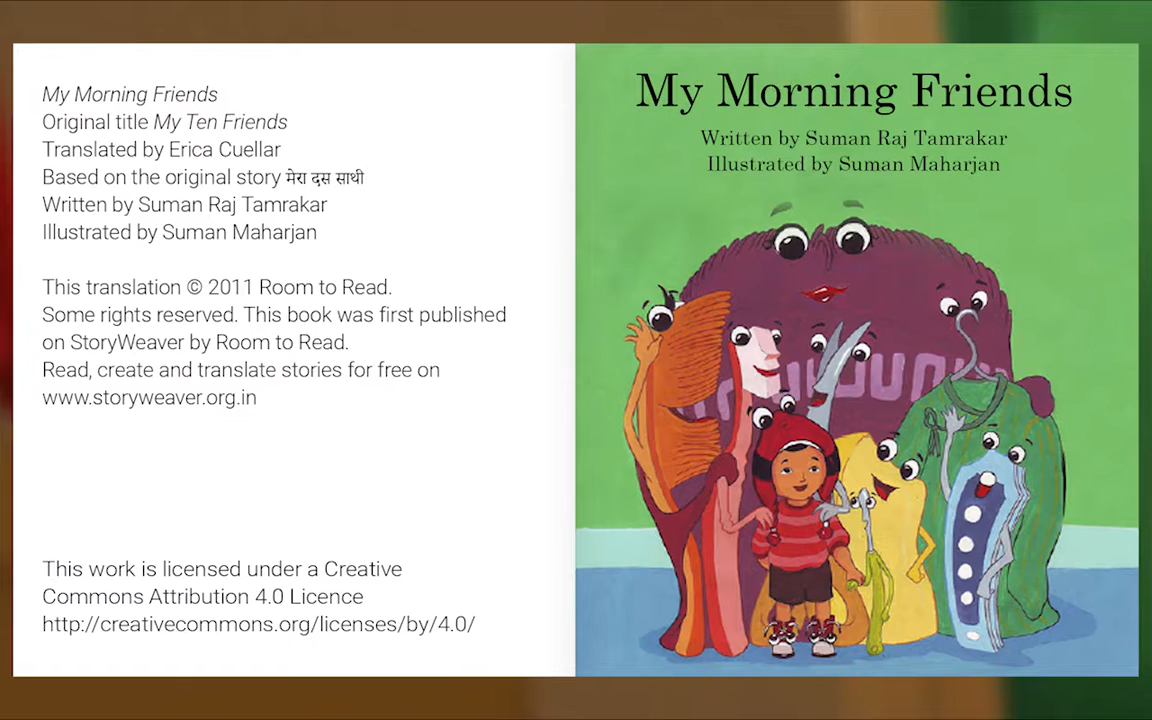 My Morning Friends
Original title My Ten Friends
Translated by Erica Cuellar
Based on the original story मेरा दस साथी
Written by Suman Raj Tamrakar
Illustrated by Suman Maharjan
This translation © 2011 Room to Read.
Some rights reserved. This book was first published
on StoryWeaver by Room to Read.
Read, create and translate stories for free on
www.storyweaver.org.in
This work is licensed under a Creative
Commons Attribution 4.0 Licence
http://creativecommons.org/licenses/by/4.0/
My Morning Friends
Written by Suman Raj Tamrakar
Illustrated by Suman Maharjan